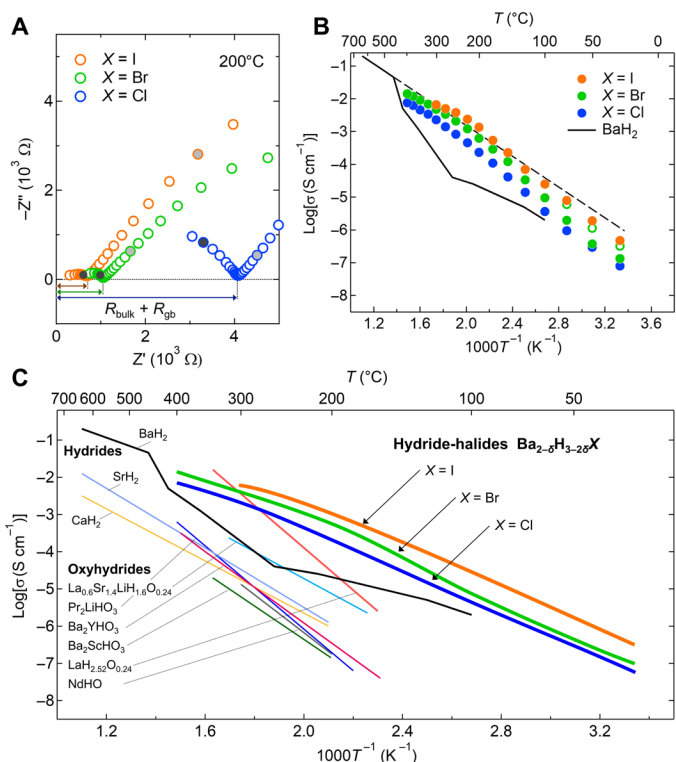 A
X = I
X = Br
X = Cl
200°C
5
4
3
2
1
0
−Z″ (10³ Ω)
R_bulk + R_gb
0
2
4
Z′ (10³ Ω)
B
T (°C)
700
500
300
200
100
50
0
X = I
X = Br
X = Cl
BaH₂
−1
−2
−3
−4
−5
−6
−7
−8
Log[σ(S cm⁻¹)]
1.2
1.6
2.0
2.4
2.8
3.2
3.6
1000T⁻¹ (K⁻¹)
C
T (°C)
700
600
500
400
300
200
100
50
Hydrides
BaH₂
SrH₂
CaH₂
Hydride-halides Ba₂₋δH₃₋₂δX
X = I
X = Br
X = Cl
Oxyhydrides
La₀.₆Sr₁.₄LiH₁.₆O₀.₂₄
Pr₂LiHO₃
Ba₂YHO₃
Ba₂ScHO₃
LaH₂.₅₂O₀.₂₄
NdHO
−1
−2
−3
−4
−5
−6
−7
−8
Log[σ(S cm⁻¹)]
1.2
1.6
2.0
2.4
2.8
3.2
1000T⁻¹ (K⁻¹)